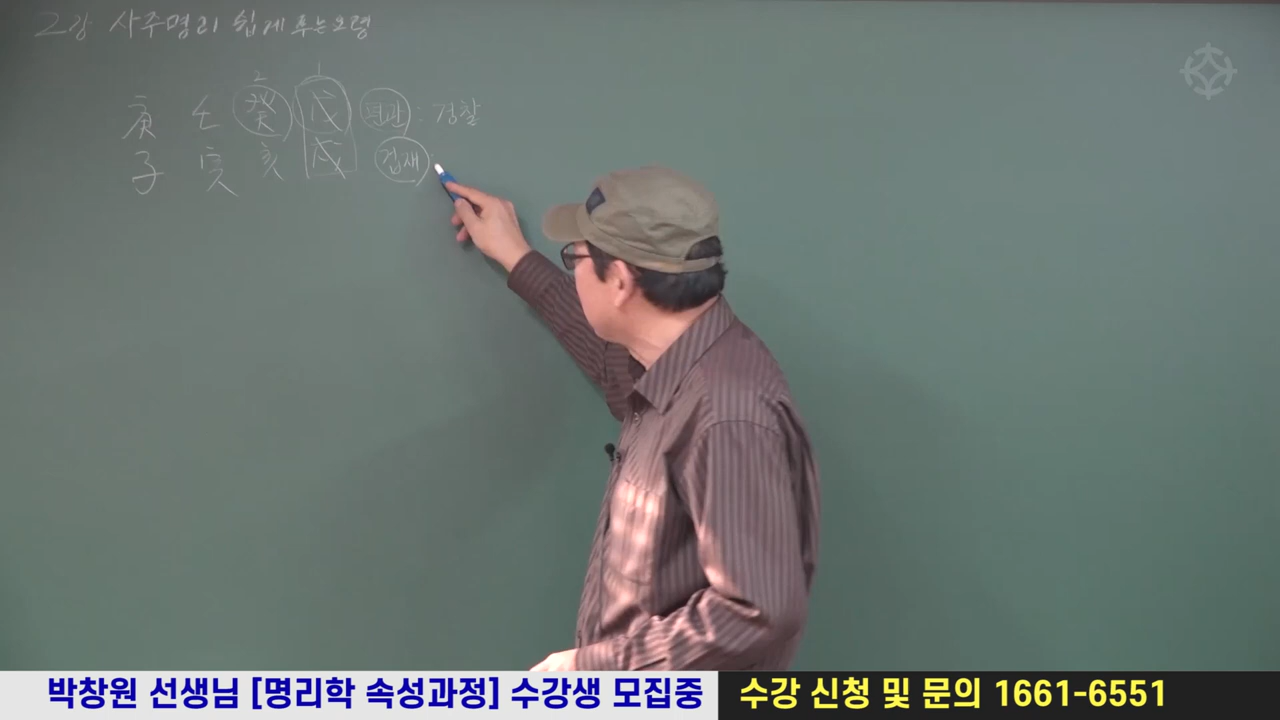 2강 사주명리 쉽게 푸는 요령
2 1
庚 壬 癸 戊 편관 : 경찰
子 寅 亥 戌 겁재
박창원 선생님 [명리학 속성과정] 수강생 모집중
수강 신청 및 문의 1661-6551